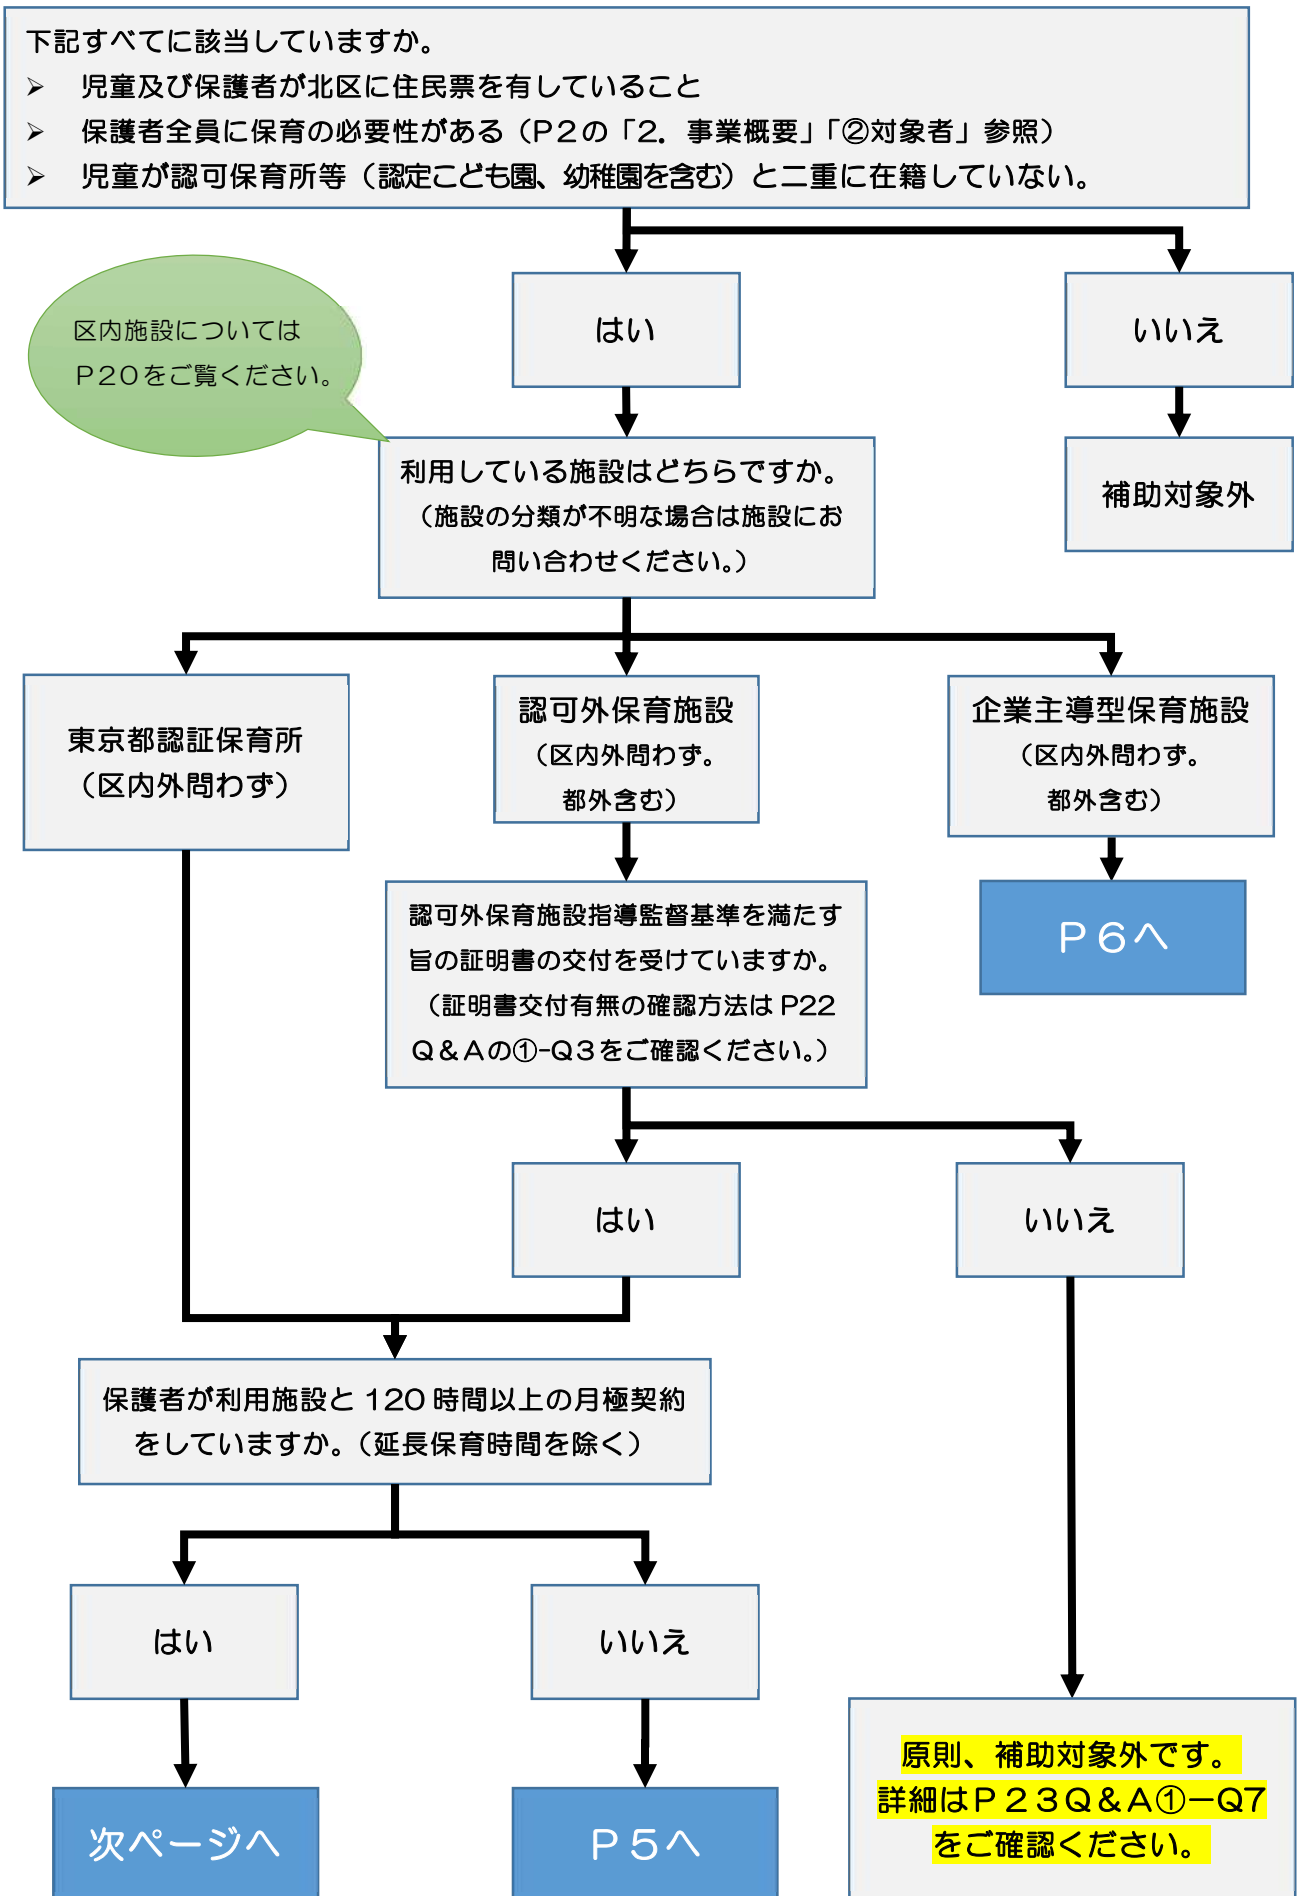 下記すべてに該当していますか。
➢ 児童及び保護者が北区に住民票を有していること
➢ 保護者全員に保育の必要性がある（P２の「２．事業概要」「②対象者」参照）
➢ 児童が認可保育所等（認定こども園、幼稚園を含む）と二重に在籍していない。
はい
いいえ
区内施設については
Ｐ２０をご覧ください。
補助対象外
利用している施設はどちらですか。
（施設の分類が不明な場合は施設にお
問い合わせください。）
東京都認証保育所
（区内外問わず）
認可外保育施設
（区内外問わず。
都外含む）
企業主導型保育施設
（区内外問わず。
都外含む）
Ｐ６へ
認可外保育施設指導監督基準を満たす
旨の証明書の交付を受けていますか。
（証明書交付有無の確認方法は P22
Ｑ＆Ａの①-Ｑ３をご確認ください。）
はい
いいえ
保護者が利用施設と 120 時間以上の月極契約
をしていますか。（延長保育時間を除く）
はい
いいえ
次ページへ
Ｐ５へ
原則、補助対象外です。
詳細はＰ２３Ｑ＆Ａ①－Ｑ7
をご確認ください。